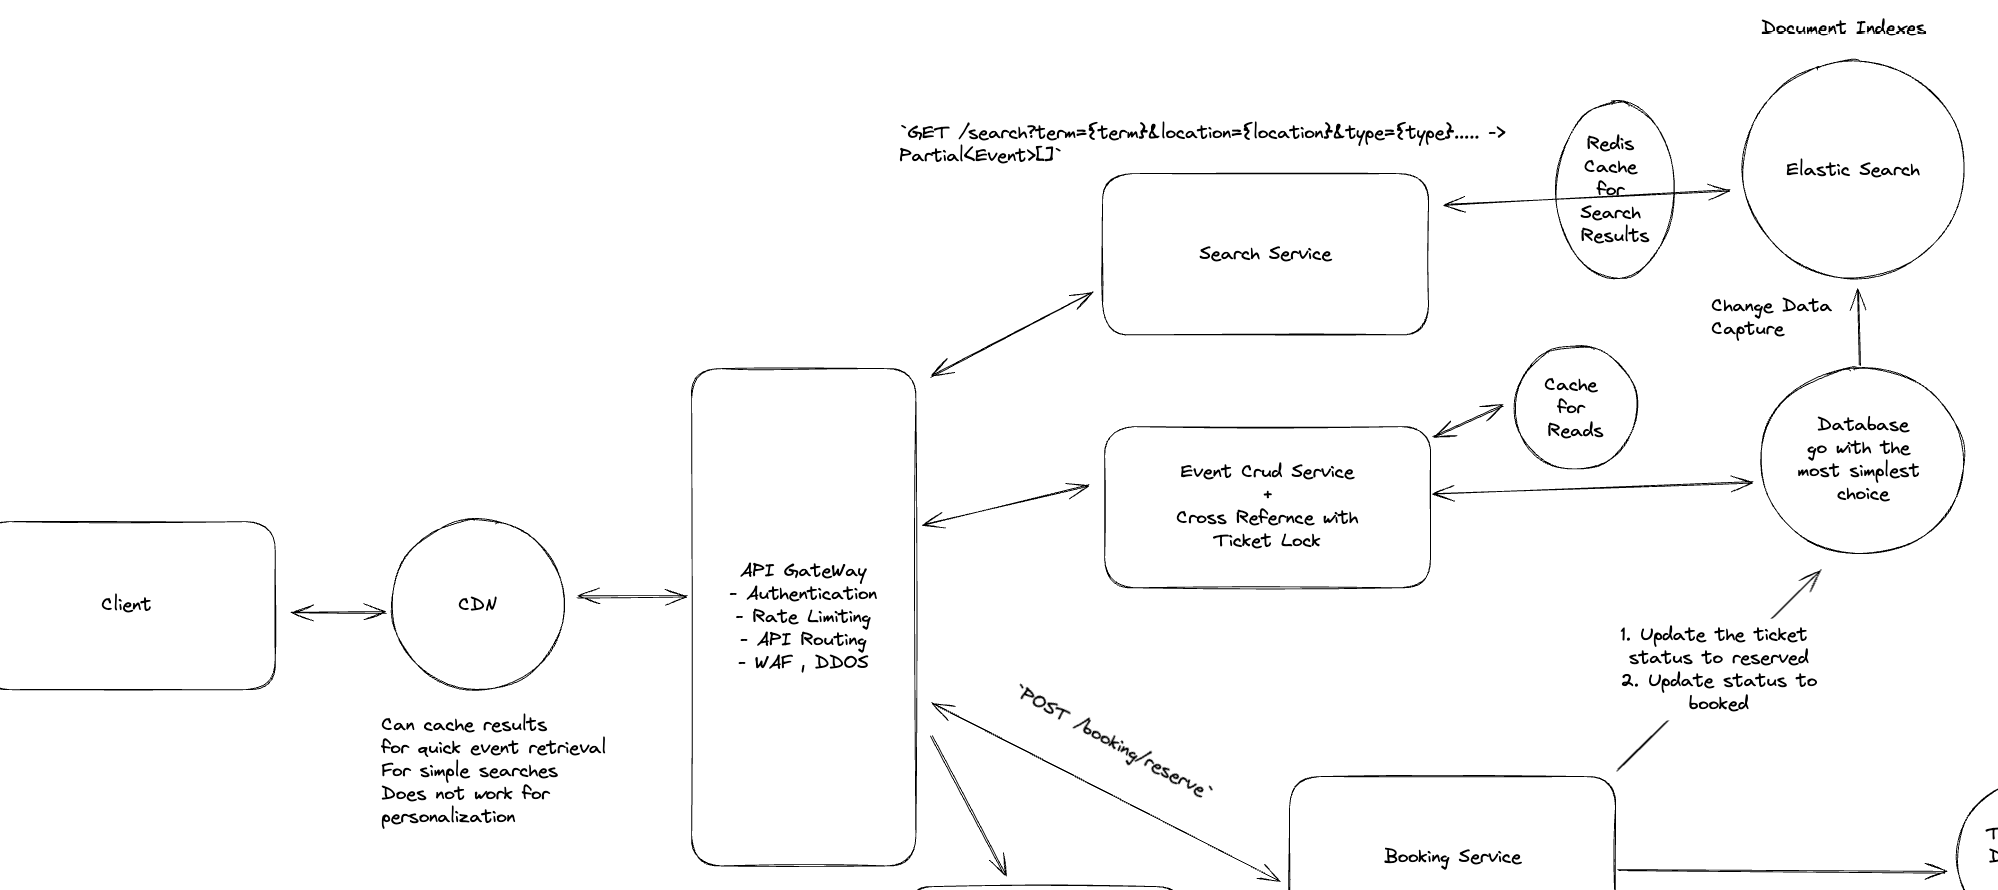 Document Indexes
`GET /search?term={term}&location={location}&type={type}..... ->
Partial<Event>[]`
Redis
Cache
for
Search
Results
Elastic Search
Search Service
Change Data
Capture
Cache
for
Reads
Database
go with the
most simplest
choice
Event Crud Service
+
Cross Refernce with
Ticket Lock
Client
CDN
API GateWay
- Authentication
- Rate Limiting
- API Routing
- WAF , DDOS
Can cache results
for quick event retrieval
For simple searches
Does not work for
personalization
1. Update the ticket
status to reserved
2. Update status to
booked
`POST /booking/reserve`
Booking Service